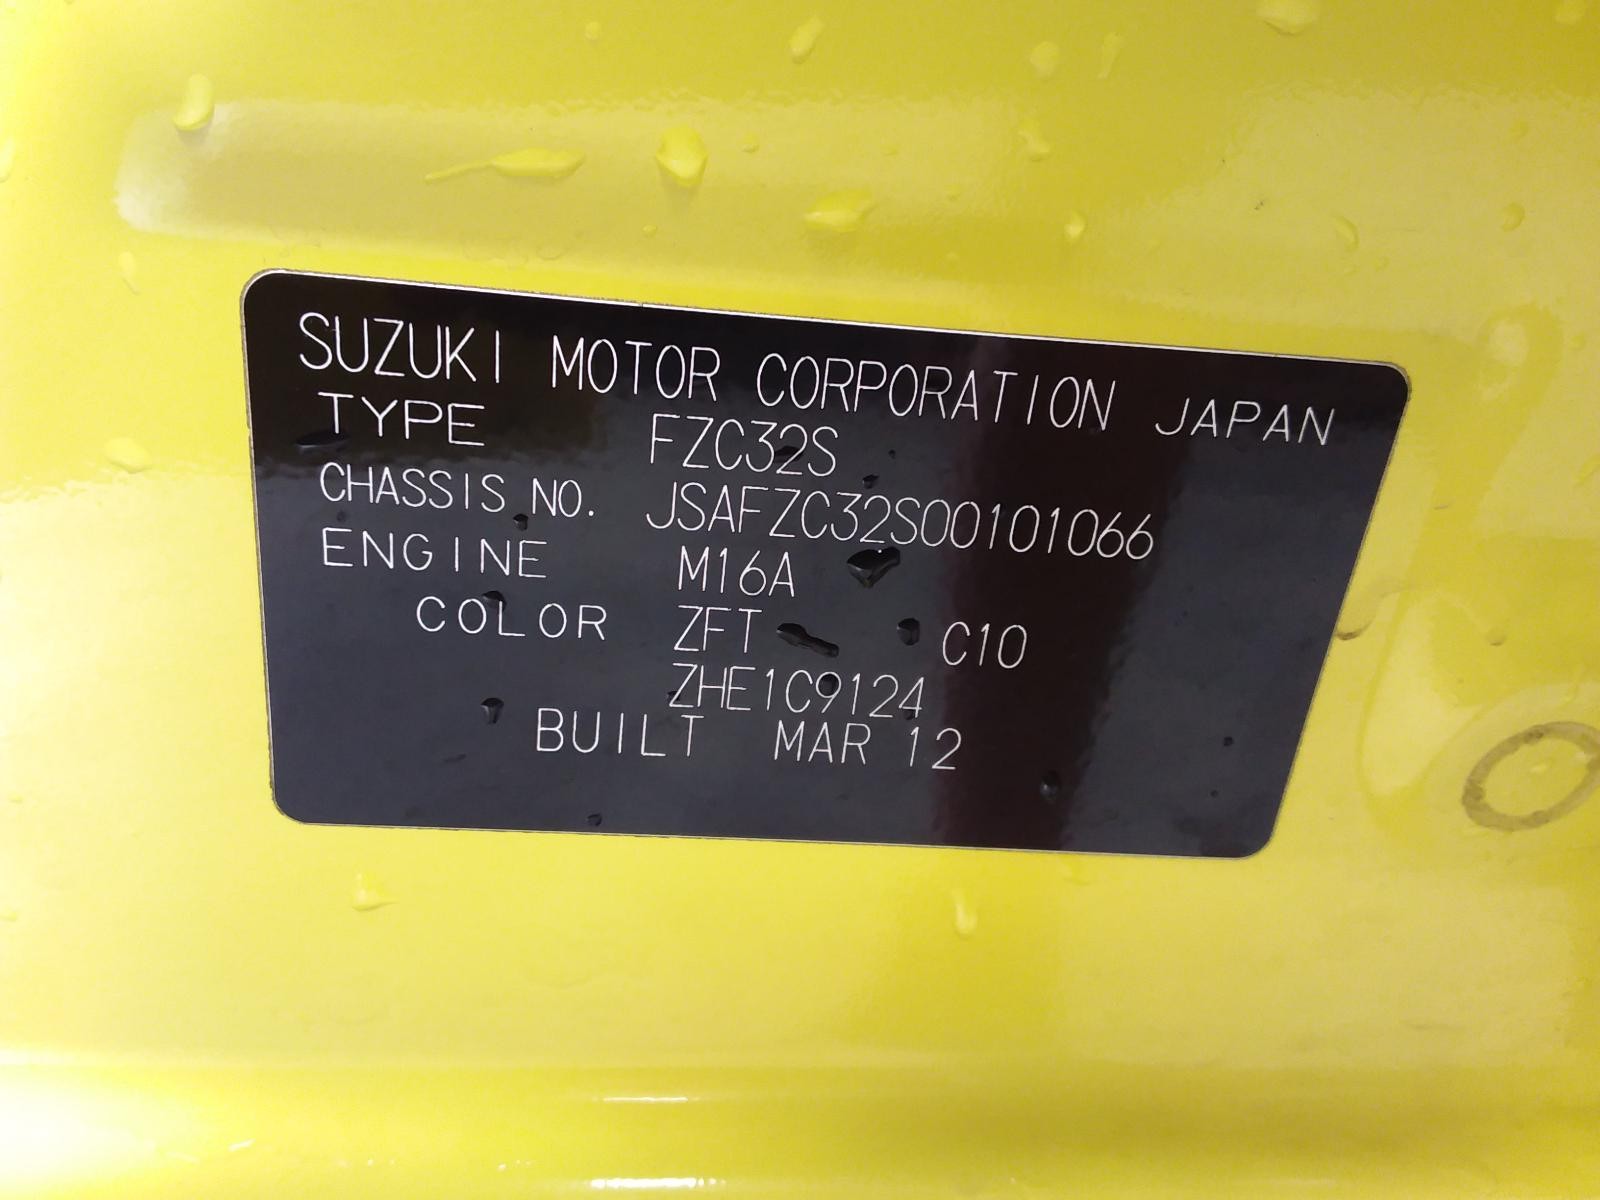 SUZUKI MOTOR CORPORATION JAPAN
TYPE FZC32S
CHASSIS NO. JSAFZC32S00101066
ENGINE M16A
COLOR ZFT C10
ZHE1C9124
BUILT MAR 12